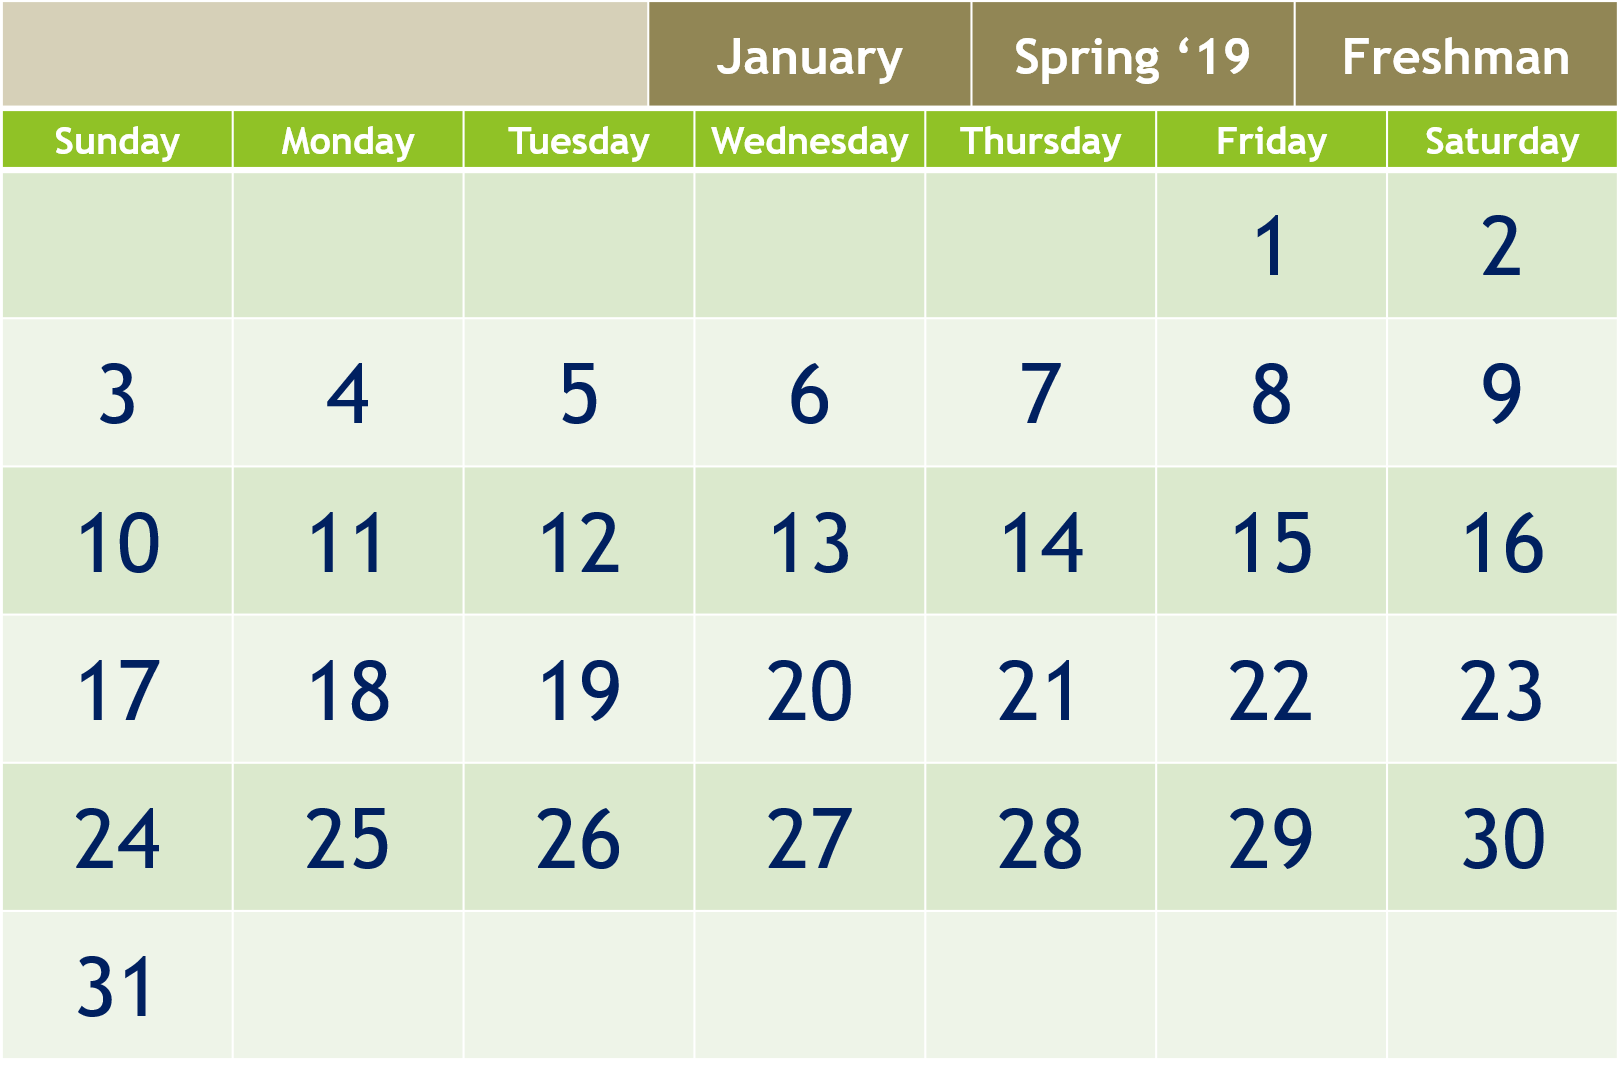 January Spring ‘19 Freshman
Sunday Monday Tuesday Wednesday Thursday Friday Saturday
1 2
3 4 5 6 7 8 9
10 11 12 13 14 15 16
17 18 19 20 21 22 23
24 25 26 27 28 29 30
31